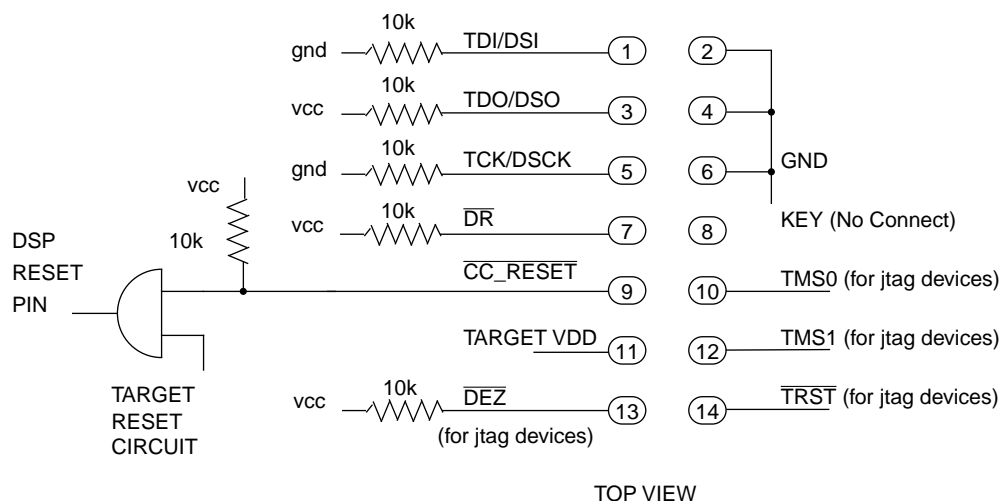 10k
gnd
TDI/DSI
1
2
10k
vcc
TDO/DSO
3
4
10k
gnd
TCK/DSCK
5
6
GND
vcc
10k
10k
vcc
DR
7
8
KEY (No Connect)
DSP
RESET
PIN
CC_RESET
9
10
TMS0 (for jtag devices)
TARGET VDD
11
12
TMS1 (for jtag devices)
TARGET
RESET
CIRCUIT
10k
vcc
DEZ
(for jtag devices)
13
14
TRST (for jtag devices)
TOP VIEW